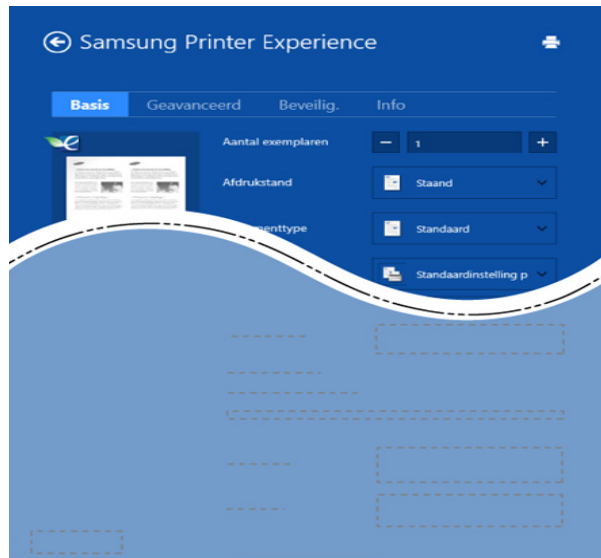 Samsung Printer Experience
Basis Geavanceerd Beveilig. Info
Aantal exemplaren 1
Afdrukstand Staand
Standaard
Standaardinstelling p